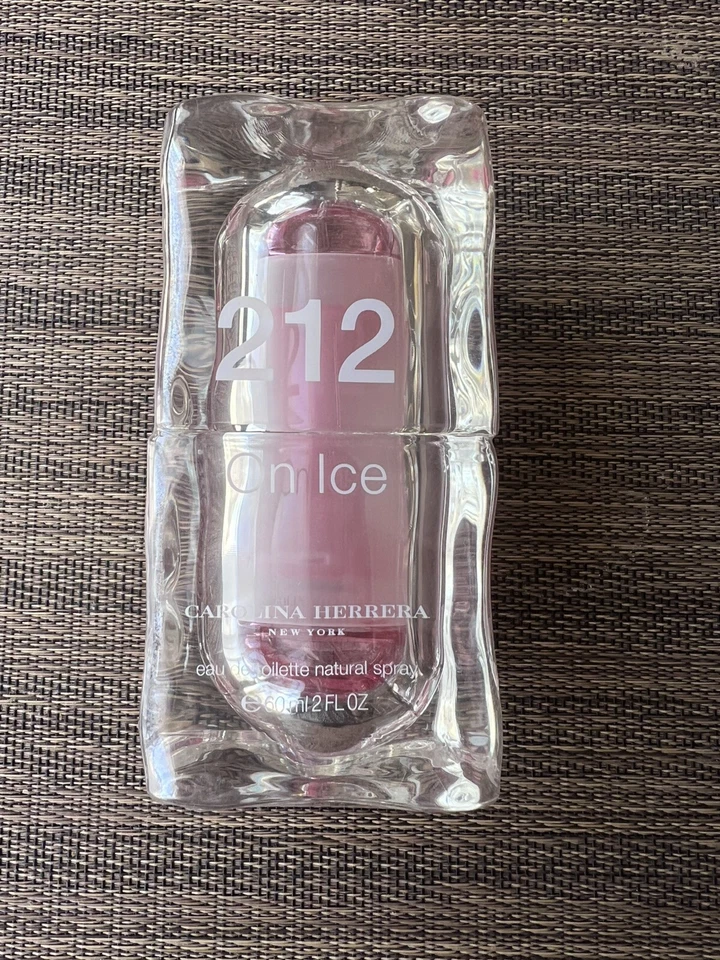 212
On Ice
CAROLINA HERRERA
NEW YORK
eau de toilette natural spray
℮ 60 ml 2 FL OZ